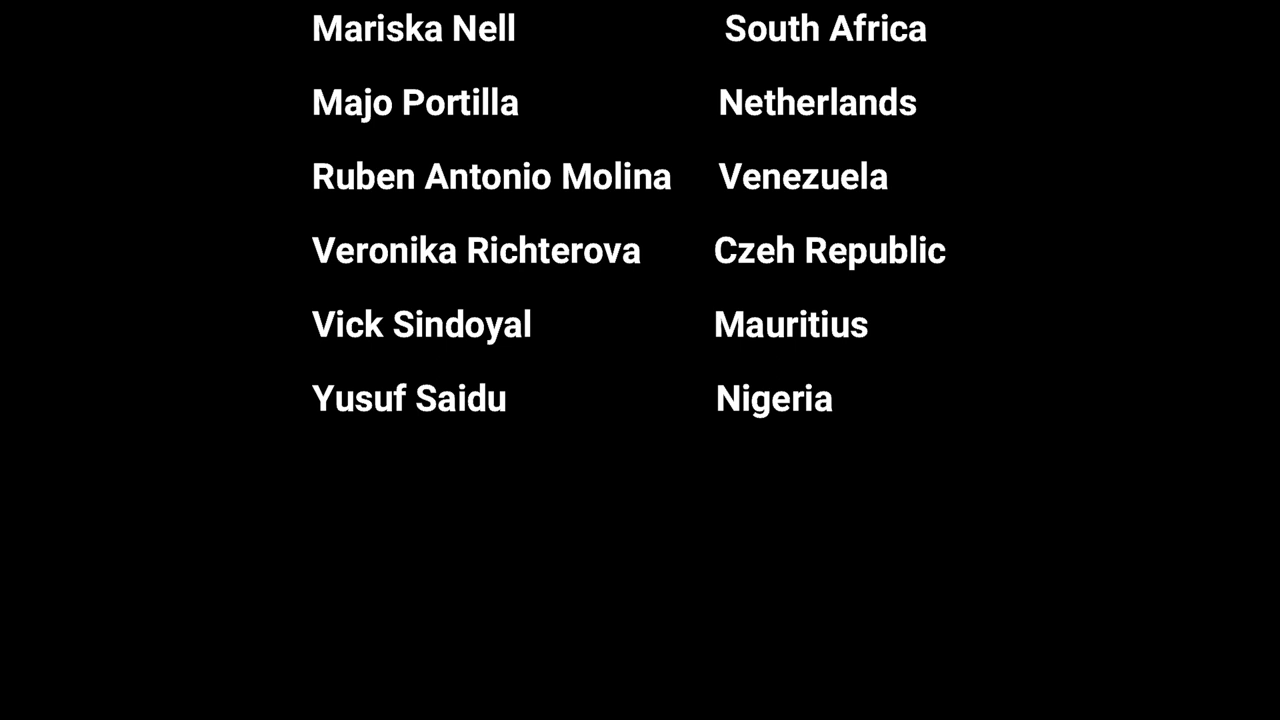 Mariska Nell South Africa
Majo Portilla Netherlands
Ruben Antonio Molina Venezuela
Veronika Richterova Czeh Republic
Vick Sindoyal Mauritius
Yusuf Saidu Nigeria